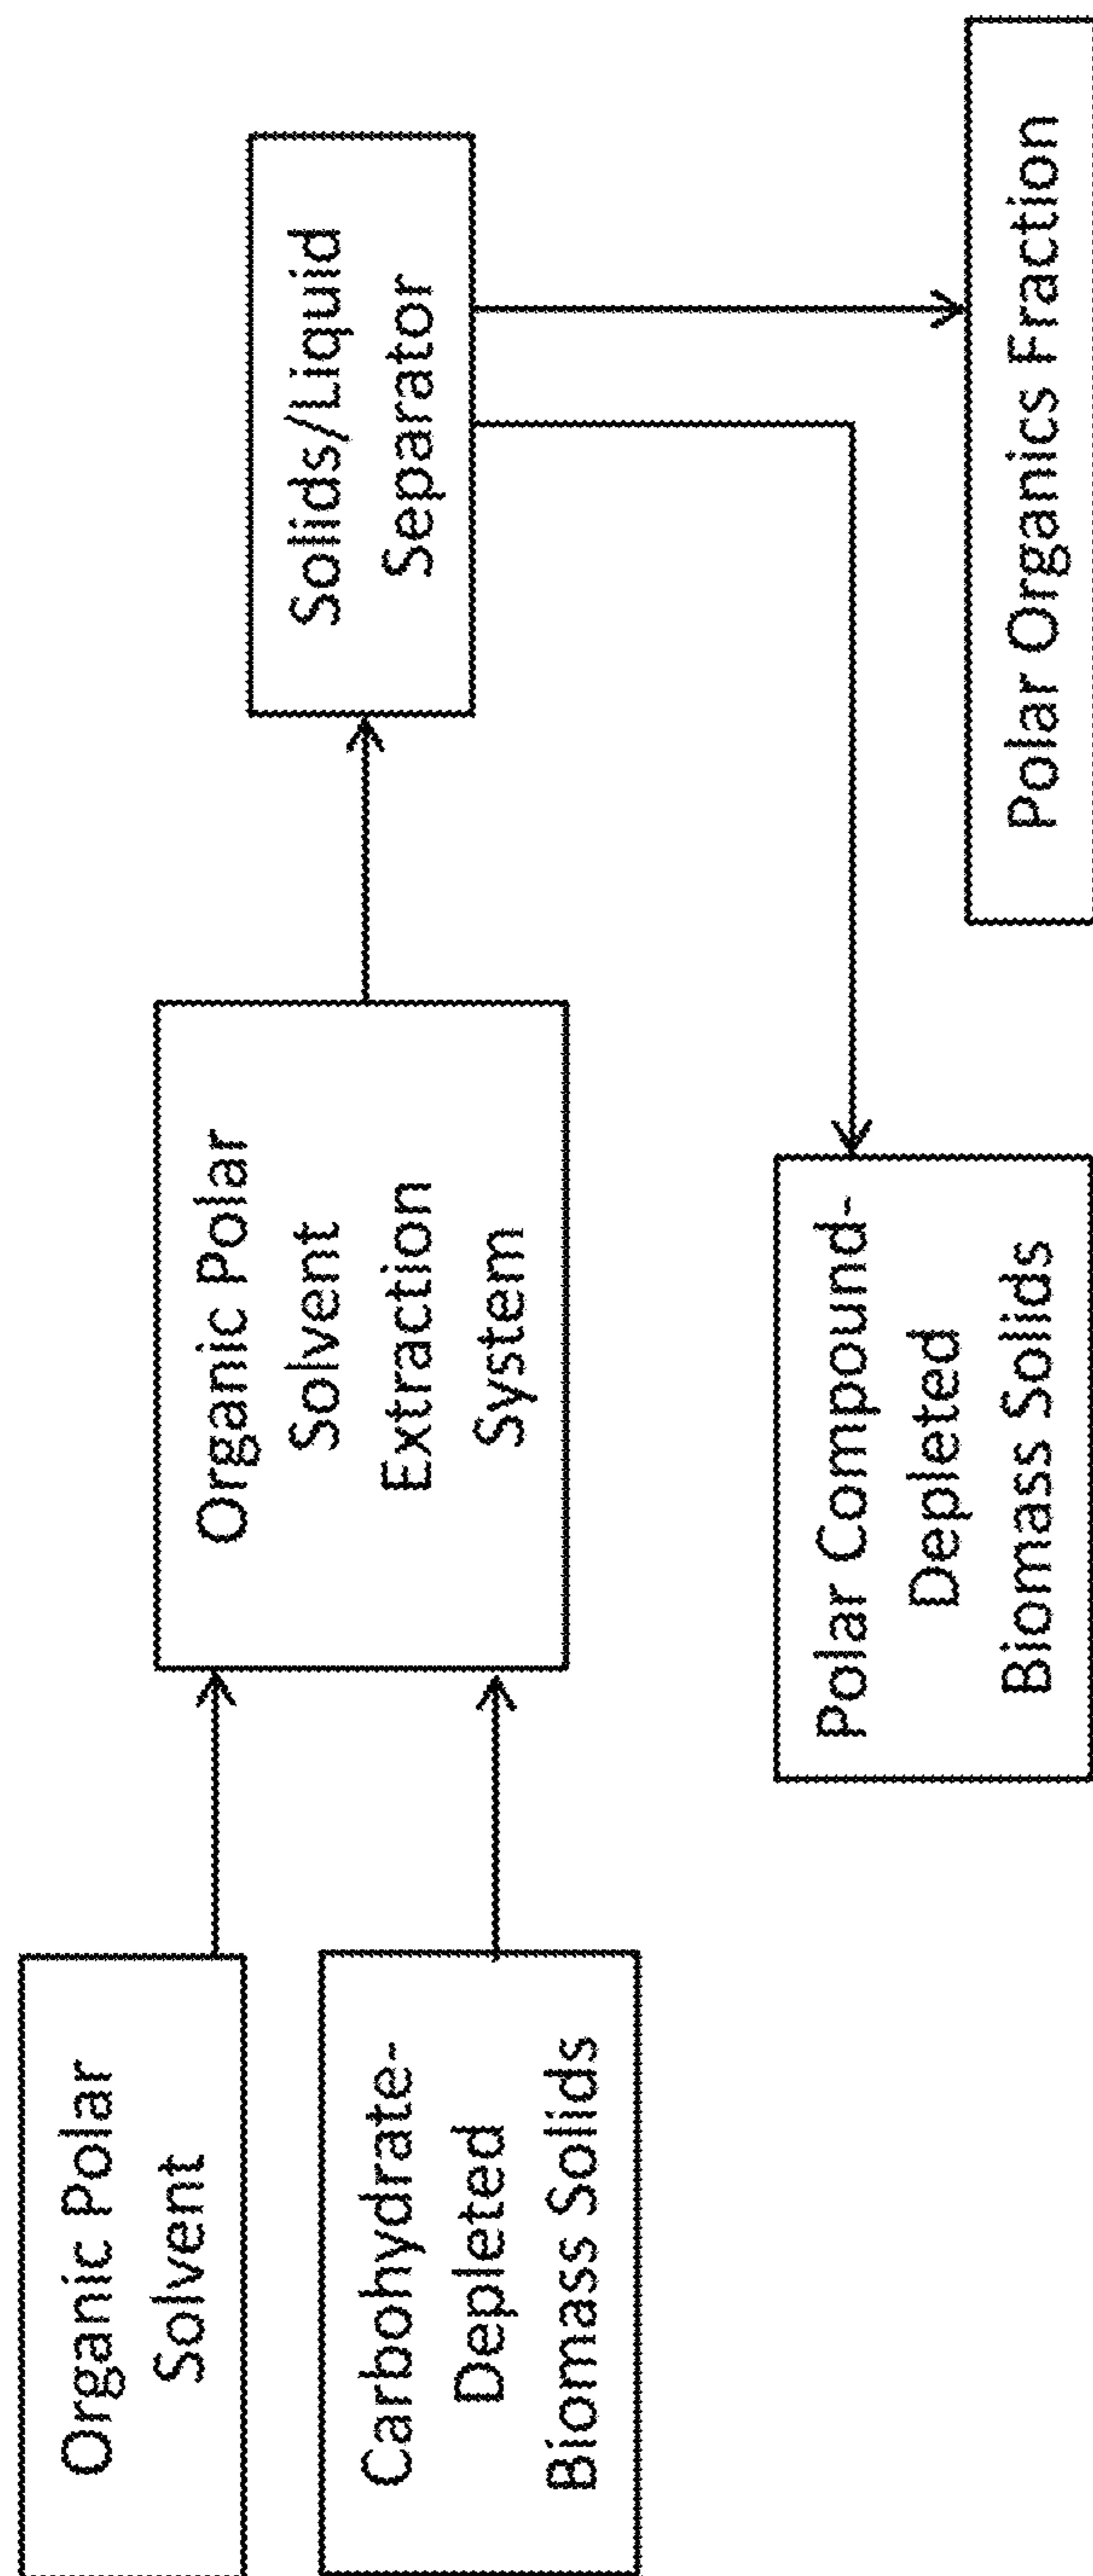 Organic Polar
Solvent
Carbohydrate-
Depleted
Biomass Solids
Organic Polar
Solvent
Extraction
System
Solids/Liquid
Separator
Polar Compound-
Depleted
Biomass Solids
Polar Organics Fraction